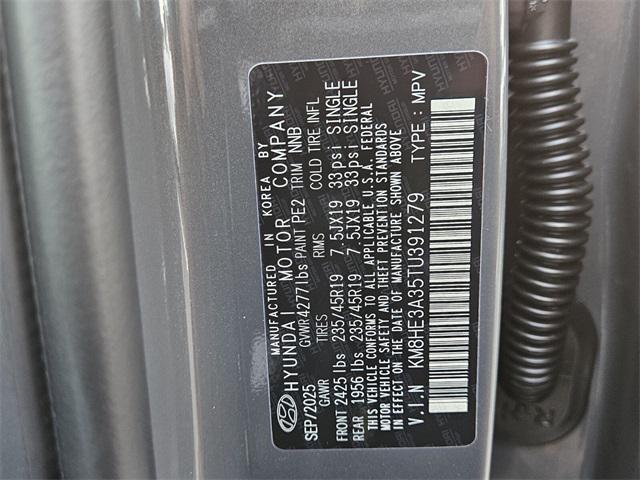 MANUFACTURED IN KOREA BY
HYUNDAI MOTOR COMPANY
SEP/2025 GVWR 4277 lbs PAINT PE2 TRIM NNB
GAWR TIRES RIMS COLD TIRE INFL
FRONT 2425 lbs 235/45R19 7.5JX19 33psi SINGLE
REAR 1956 lbs 235/45R19 7.5JX19 33psi SINGLE
THIS VEHICLE CONFORMS TO ALL APPLICABLE U.S.A. FEDERAL
MOTOR VEHICLE SAFETY AND THEFT PREVENTION STANDARDS
IN EFFECT ON THE DATE OF MANUFACTURE SHOWN ABOVE
V.I.N KM8HE3A35TU391279 TYPE: MPV